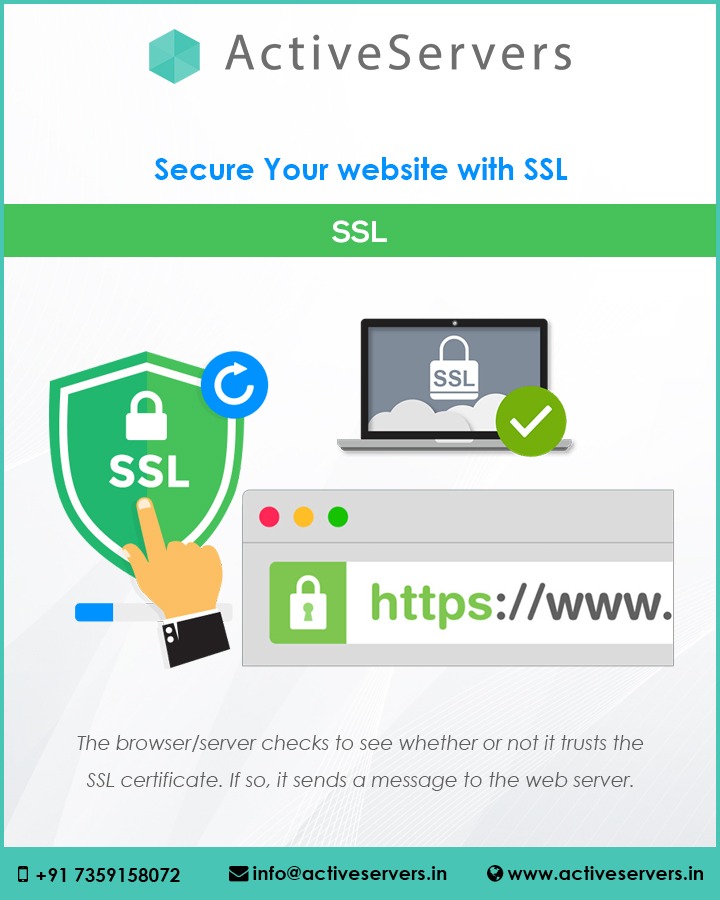 ActiveServers
Secure Your website with SSL
SSL
SSL
SSL
https://www.
The browser/server checks to see whether or not it trusts the
SSL certificate. If so, it sends a message to the web server.
+91 7359158072 info@activeservers.in www.activeservers.in